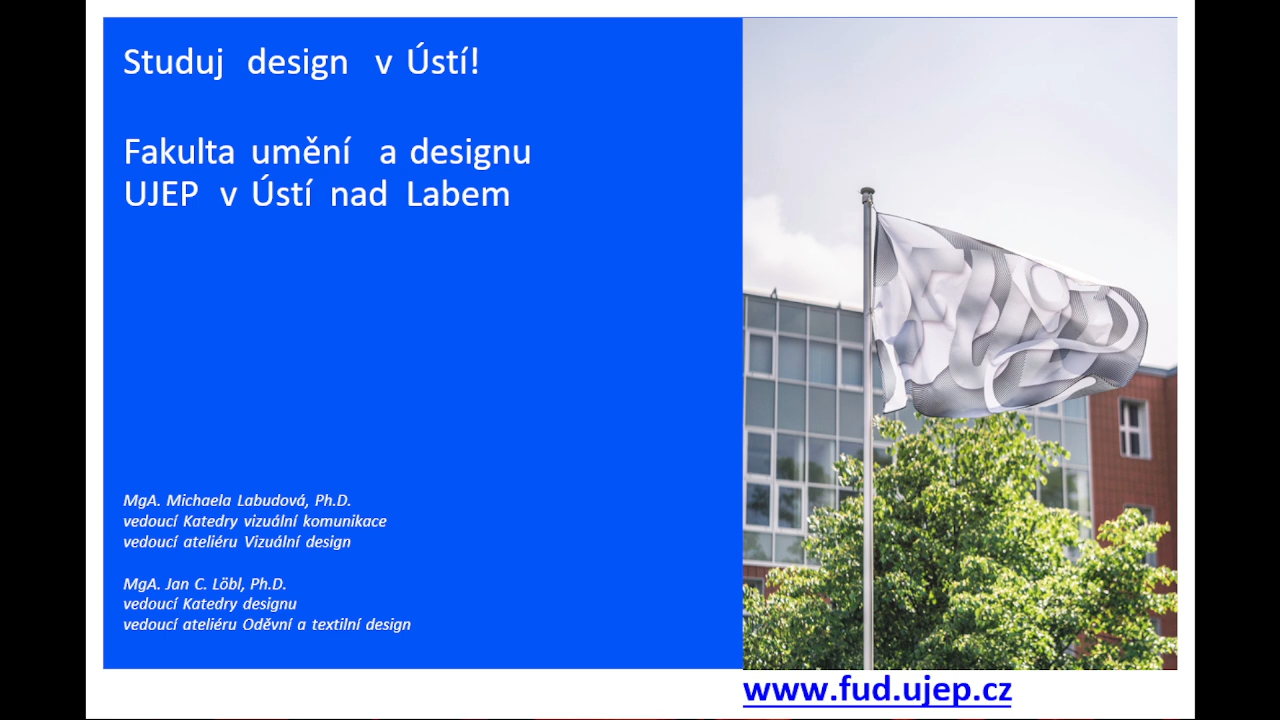 Studuj design v Ústí!
Fakulta umění a designu
UJEP v Ústí nad Labem
MgA. Michaela Labudová, Ph.D.
vedoucí Katedry vizuální komunikace
vedoucí ateliéru Vizuální design
MgA. Jan C. Löbl, Ph.D.
vedoucí Katedry designu
vedoucí ateliéru Oděvní a textilní design
www.fud.ujep.cz